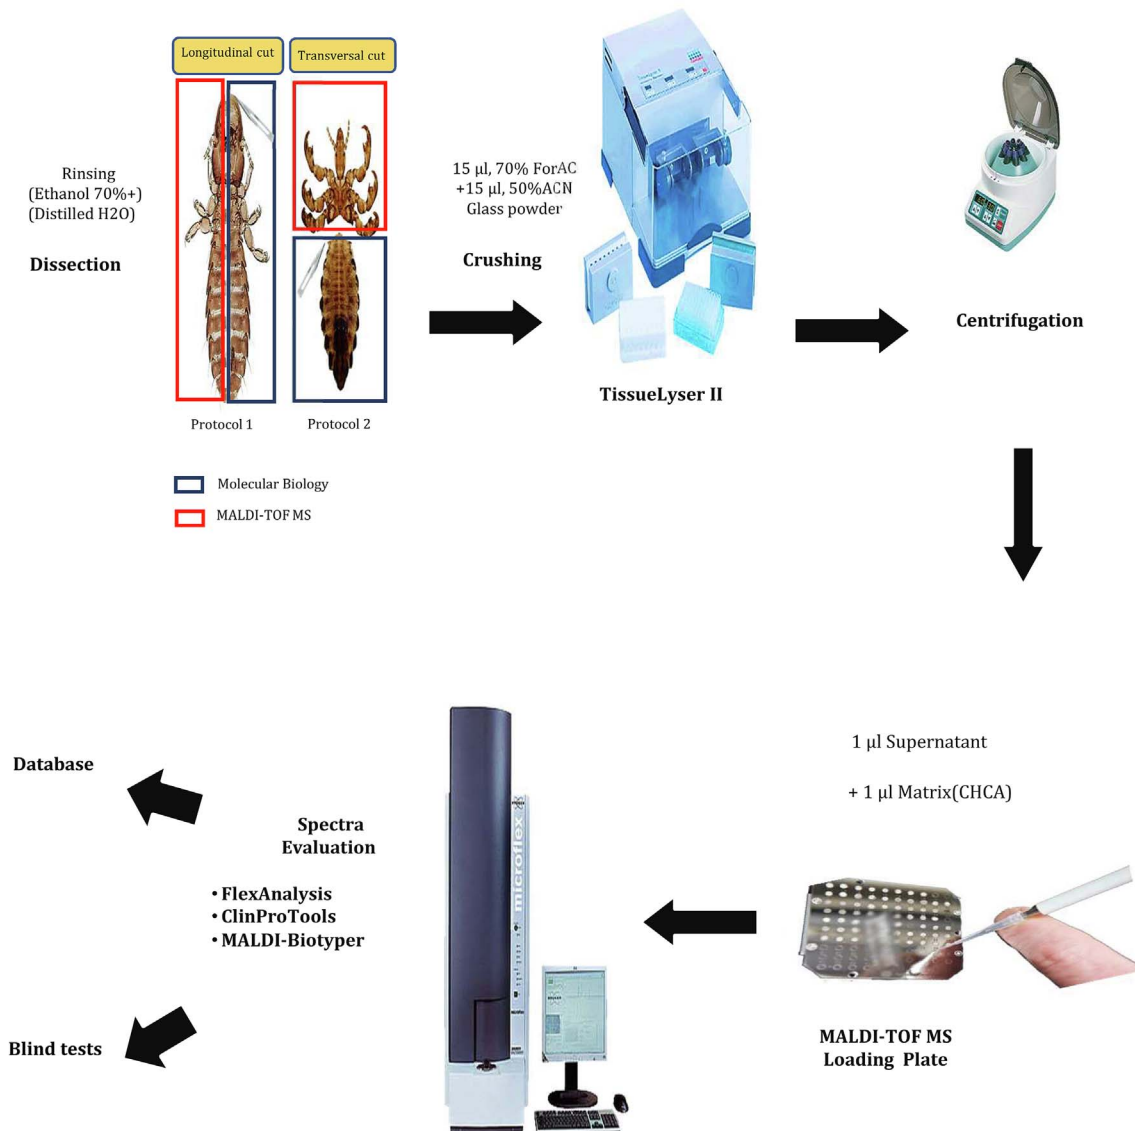 Longitudinal cut
Transversal cut
Rinsing
(Ethanol 70%+)
(Distilled H2O)
Dissection
Protocol 1
Protocol 2
Molecular Biology
MALDI-TOF MS
15 µl, 70% ForAC
+15 µl, 50%ACN
Glass powder
Crushing
TissueLyser II
Centrifugation
1 µl Supernatant
+ 1 µl Matrix(CHCA)
MALDI-TOF MS
Loading Plate
microflex
Spectra
Evaluation
• FlexAnalysis
• ClinProTools
• MALDI-Biotyper
Database
Blind tests